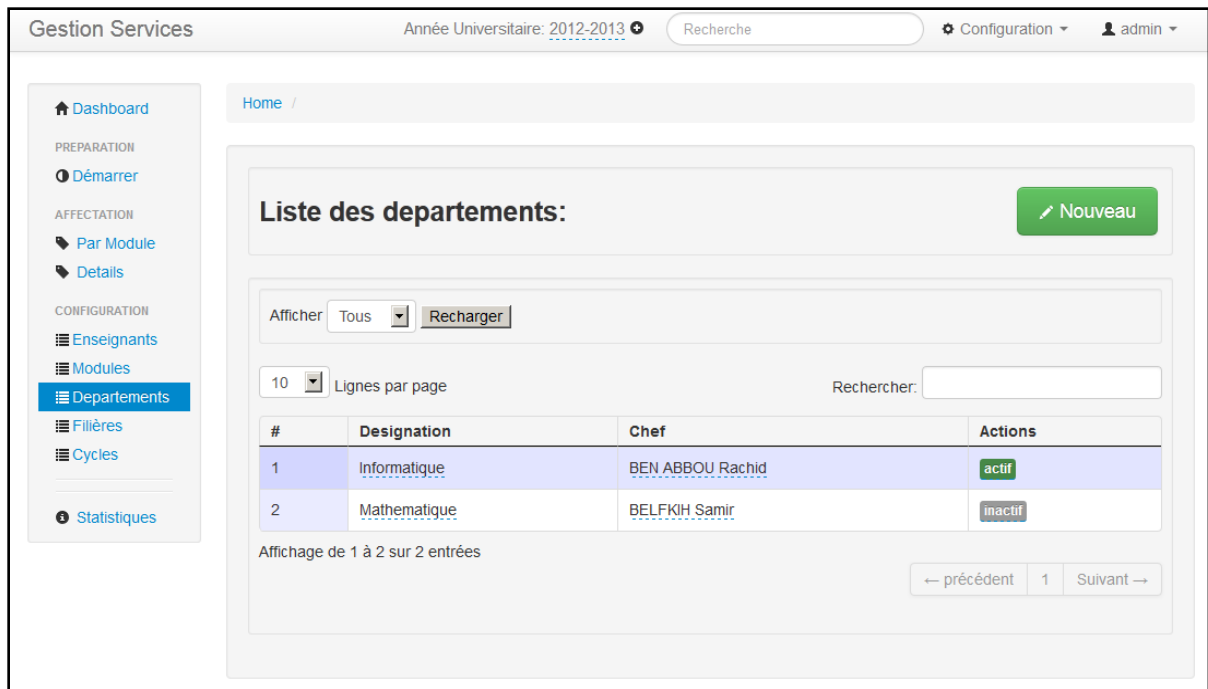 Gestion Services Année Universitaire: 2012-2013 Recherche Configuration admin
Dashboard
PREPARATION
Démarrer
AFFECTATION
Par Module
Details
CONFIGURATION
Enseignants
Modules
Departements
Filières
Cycles
Statistiques
Home /
Liste des departements: Nouveau
Afficher Tous Recharger
10 Lignes par page Rechercher:
# Designation Chef Actions
1 Informatique BEN ABBOU Rachid actif
2 Mathematique BELFKIH Samir inactif
Affichage de 1 à 2 sur 2 entrées
← précédent 1 Suivant →